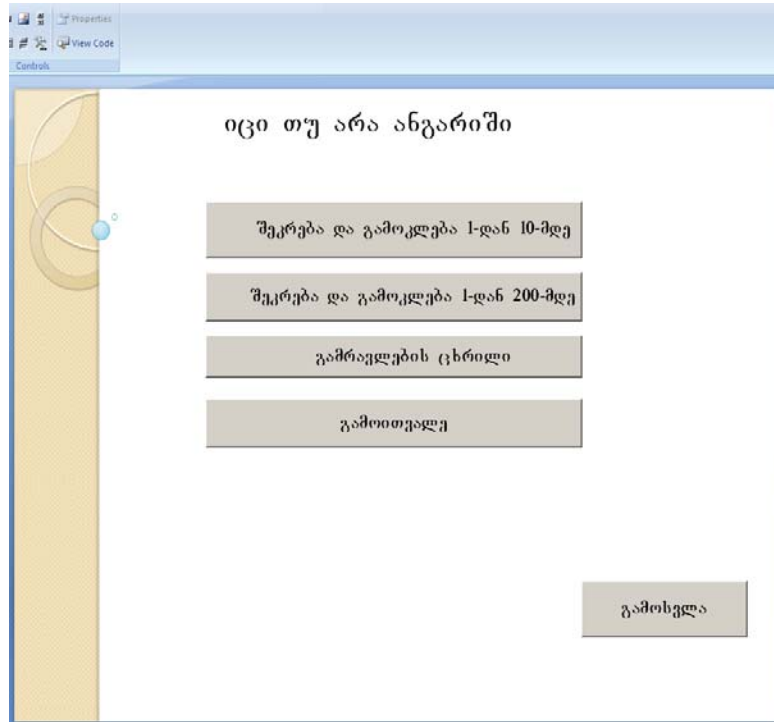 Properties
View Code
Controls
იცი თუ არა ანგარიში
შეკრება და გამოკლება 1-დან 10-მდე
შეკრება და გამოკლება 1-დან 200-მდე
გამრავლების ცხრილი
გამოითვალე
გამოსვლა